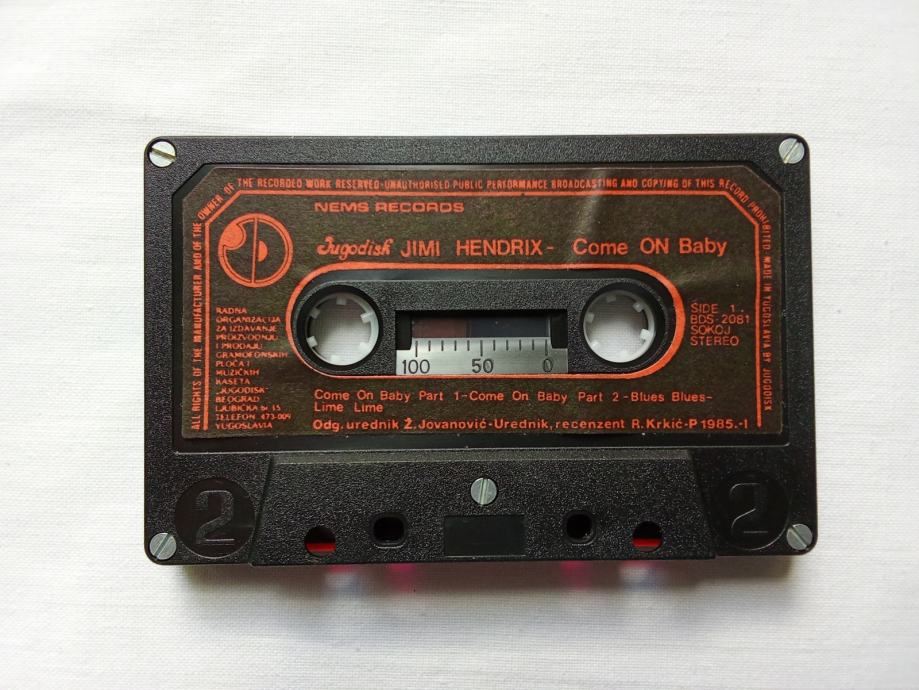 ALL RIGHTS OF THE MANUFACTURER AND OF THE OWNER OF THE RECORDED WORK RESERVED·UNAUTHORISED PUBLIC PERFORMANCE BROADCASTING AND COPYING OF THIS RECORD PROHIBITED MADE IN YUGOSLAVIA BY JUGODISK
NEMS RECORDS
Jugodisk JIMI HENDRIX - Come ON Baby
RADNA
ORGANIZACIJA
ZA IZDAVANJE
PROIZVODNJU
I PRODAJU
GRAMOFONSKIH
PLOČA I
MUZIČKIH
KASETA
„JUGODISK"
BEOGRAD
LJUBIČKA br 15
TELEFON 473-009
YUGOSLAVIA
SIDE 1.
BDS-2081
SOKOJ
STEREO
100 50 0
Come On Baby Part 1-Come On Baby Part 2-Blues Blues-
Lime Lime
Odg. urednik Ž. Jovanović-Urednik, recenzent R. Krkić-P 1985.-I
2 2